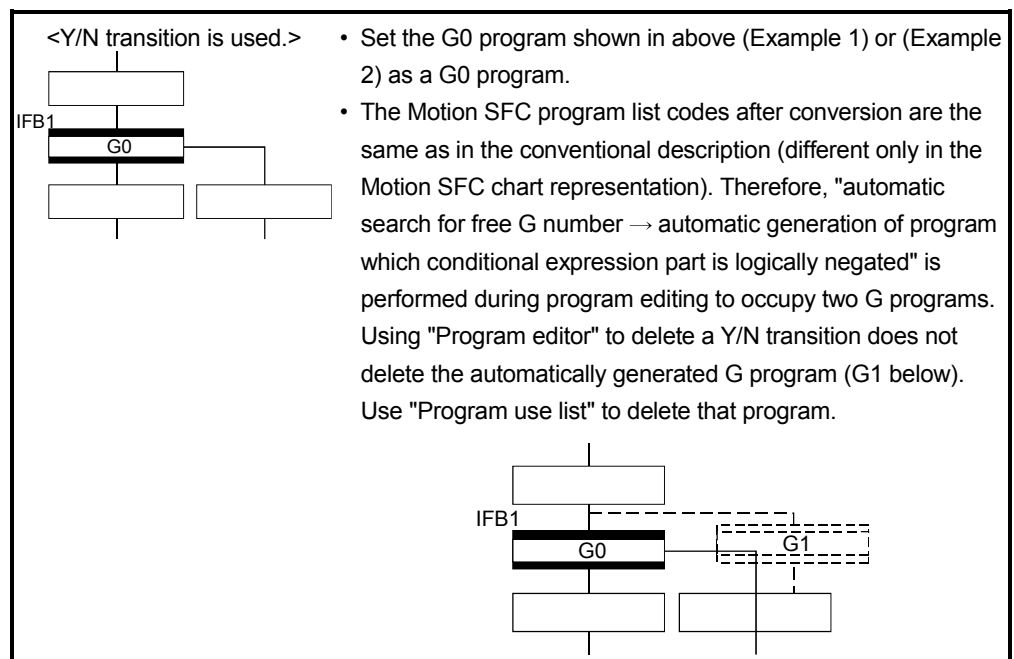 <Y/N transition is used.>
IFB1
G0
• Set the G0 program shown in above (Example 1) or (Example
2) as a G0 program.
• The Motion SFC program list codes after conversion are the
same as in the conventional description (different only in the
Motion SFC chart representation). Therefore, "automatic
search for free G number → automatic generation of program
which conditional expression part is logically negated" is
performed during program editing to occupy two G programs.
Using "Program editor" to delete a Y/N transition does not
delete the automatically generated G program (G1 below).
Use "Program use list" to delete that program.
IFB1
G0
G1